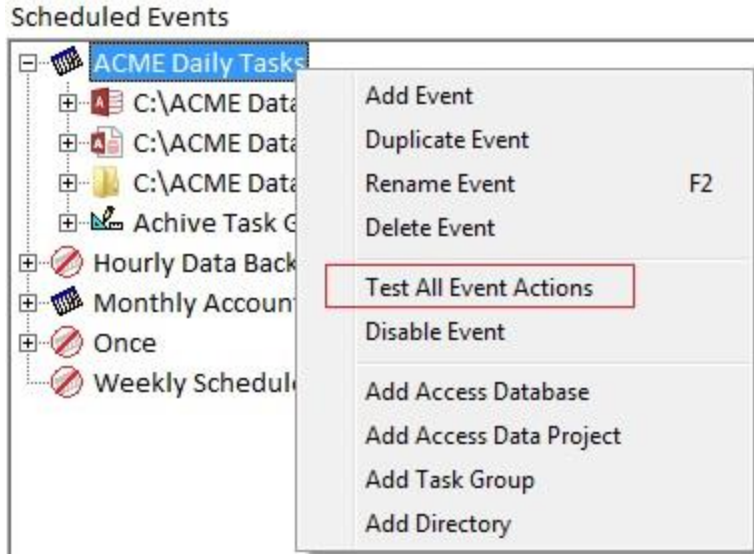 Scheduled Events
ACME Daily Tasks
C:\ACME Data
C:\ACME Data
C:\ACME Data
Achive Task G
Hourly Data Back
Monthly Accoun
Once
Weekly Schedul
Add Event
Duplicate Event
Rename Event F2
Delete Event
Test All Event Actions
Disable Event
Add Access Database
Add Access Data Project
Add Task Group
Add Directory